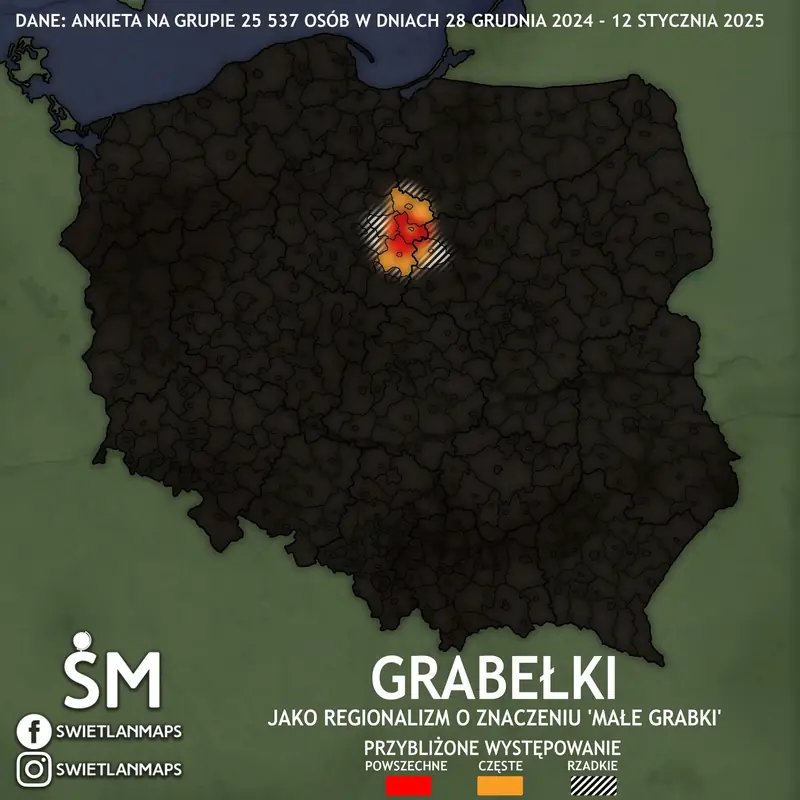 DANE: ANKIETA NA GRUPIE 25 537 OSÓB W DNIACH 28 GRUDNIA 2024 - 12 STYCZNIA 2025
ŚM
SWIETLANMAPS
SWIETLANMAPS
GRABEŁKI
JAKO REGIONALIZM O ZNACZENIU 'MAŁE GRABKI'
PRZYBLIŻONE WYSTĘPOWANIE
POWSZECHNE CZĘSTE RZADKIE